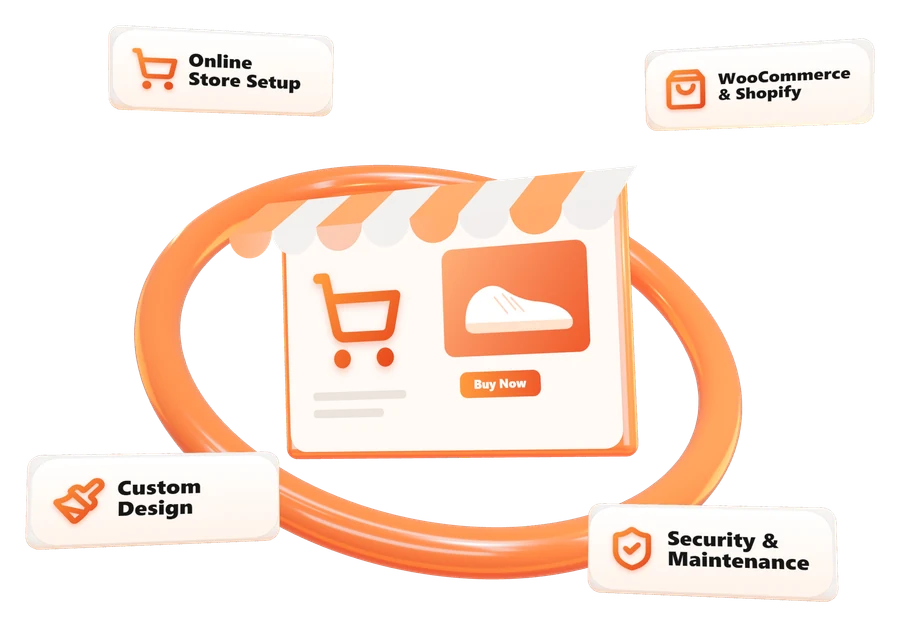 Online
Store Setup
WooCommerce
& Shopify
Buy Now
Custom
Design
Security &
Maintenance